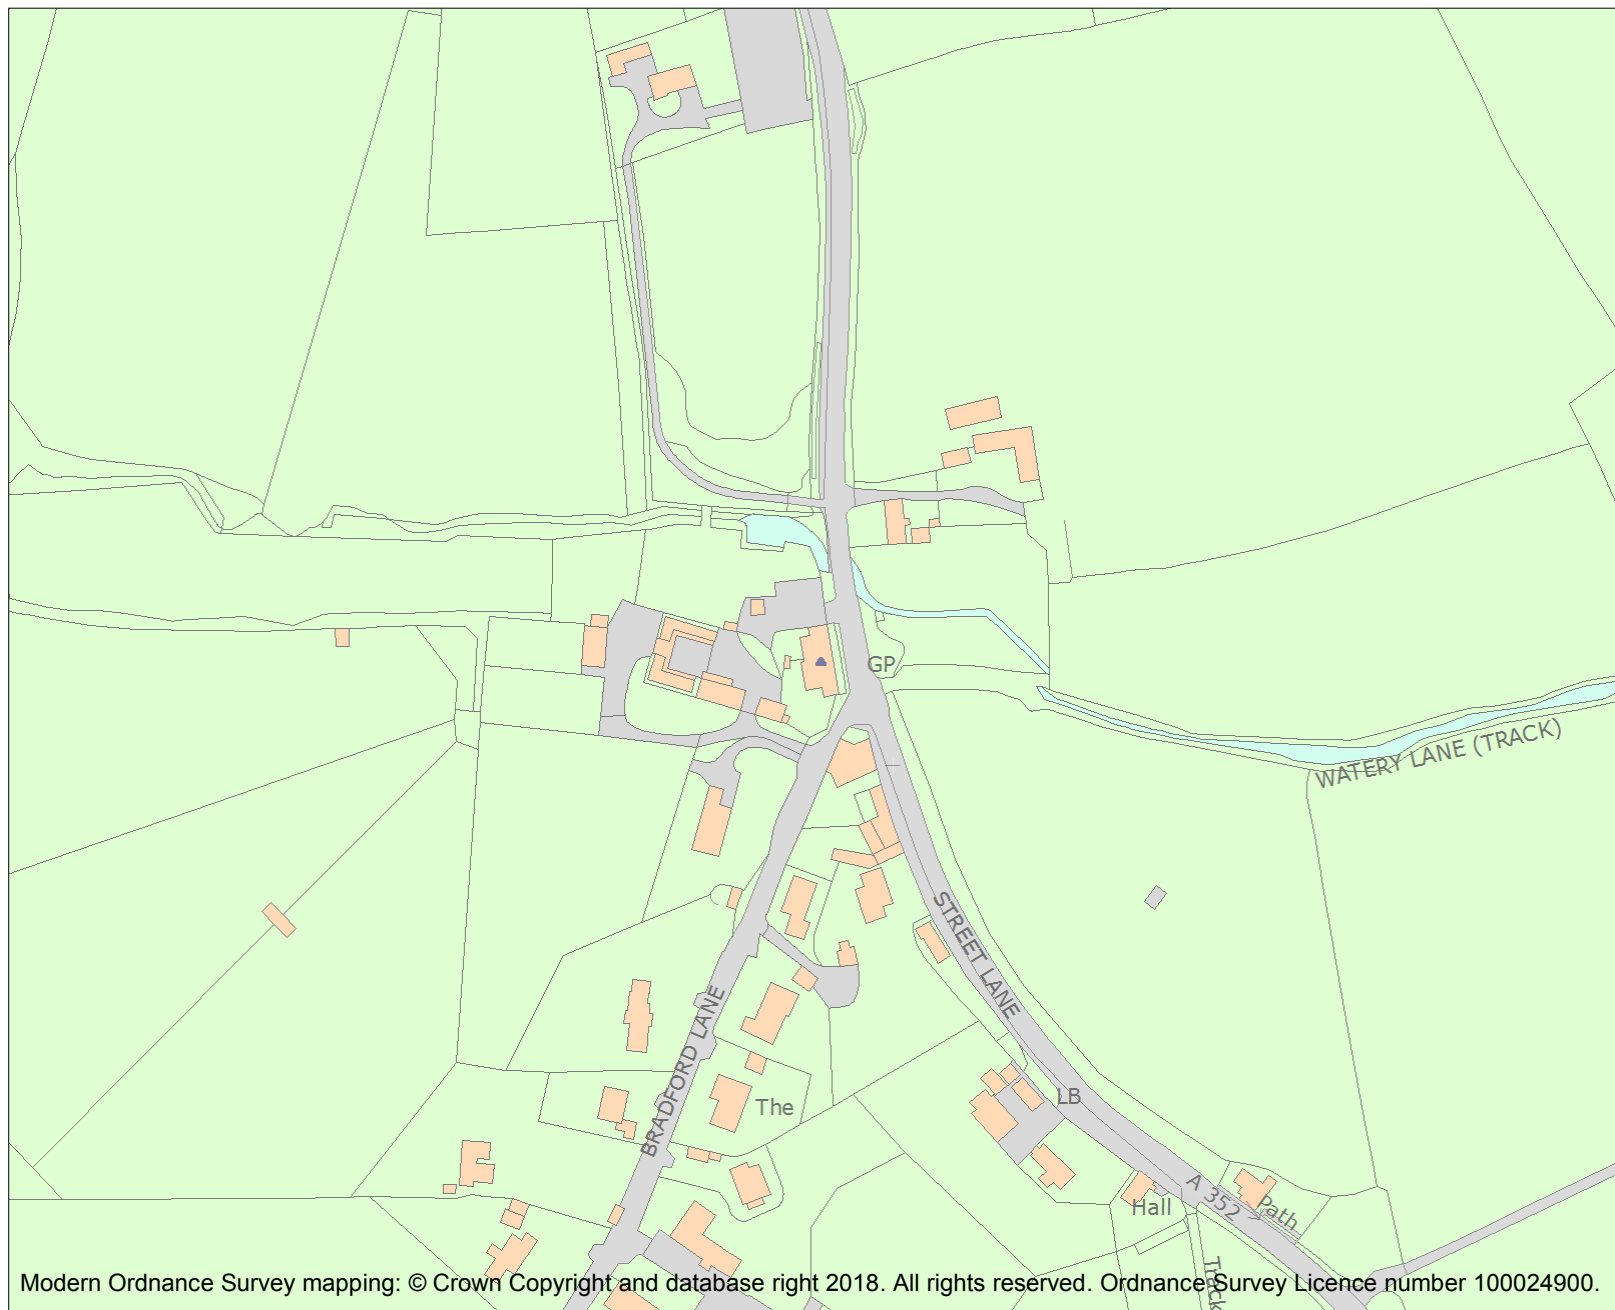 GP
WATERY LANE (TRACK)
STREET LANE
BRADFORD LANE
The
LB
A 352
Path
Hall
Track
Modern Ordnance Survey mapping: © Crown Copyright and database right 2018. All rights reserved. Ordnance Survey Licence number 100024900.